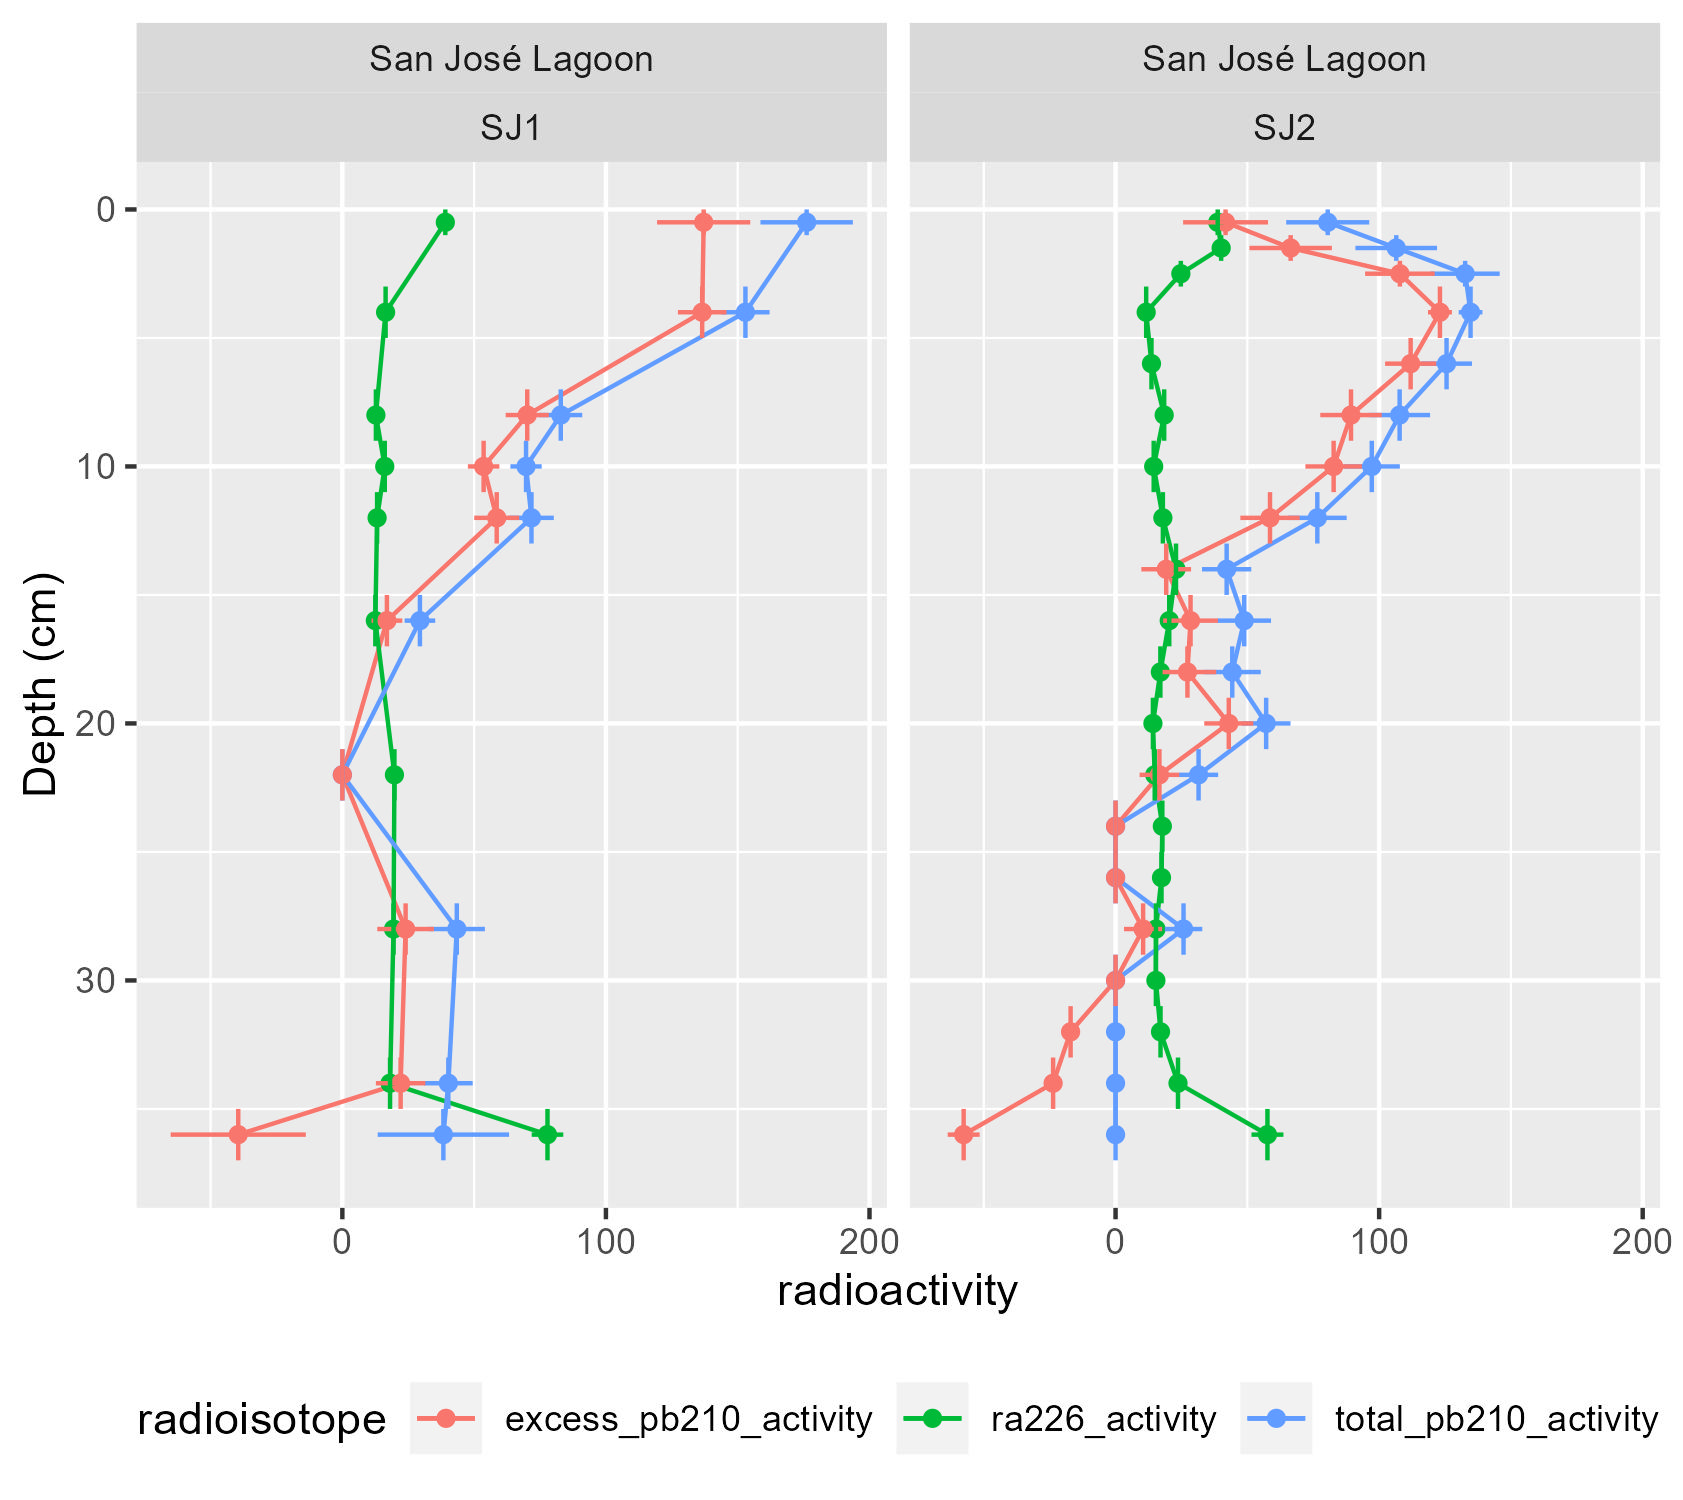 San José Lagoon San José Lagoon
SJ1 SJ2
0
10
20
30
0 100 200 0 100 200
Depth (cm)
radioactivity
radioisotope excess_pb210_activity ra226_activity total_pb210_activity